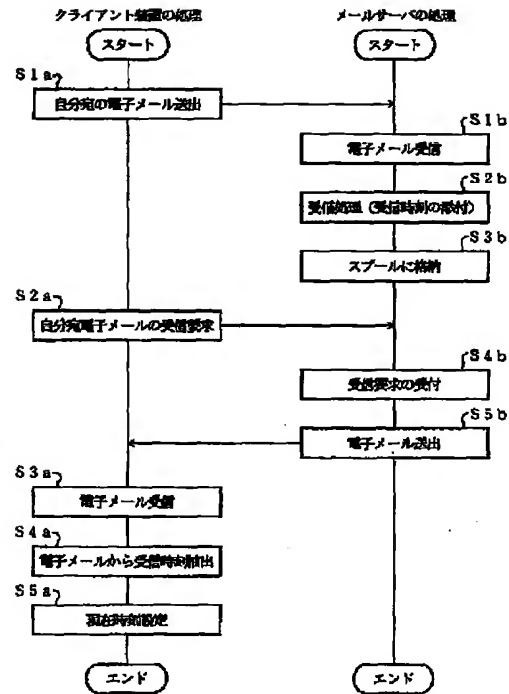 クライアント装置の処理
メールサーバの処理
スタート
スタート
S1a
自分宛の電子メール送出
S1b
電子メール受信
S2b
受信処理(受信時刻の添付)
S3b
スプールに格納
S2a
自分宛電子メールの受信要求
S4b
受信要求の受付
S5b
電子メール送出
S3a
電子メール受信
S4a
電子メールから受信時刻抽出
S5a
現在時刻設定
エンド
エンド